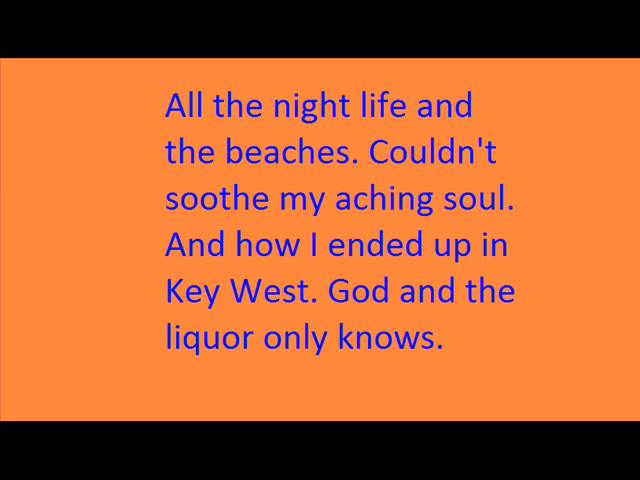 All the night life and
the beaches. Couldn't
soothe my aching soul.
And how I ended up in
Key West. God and the
liquor only knows.